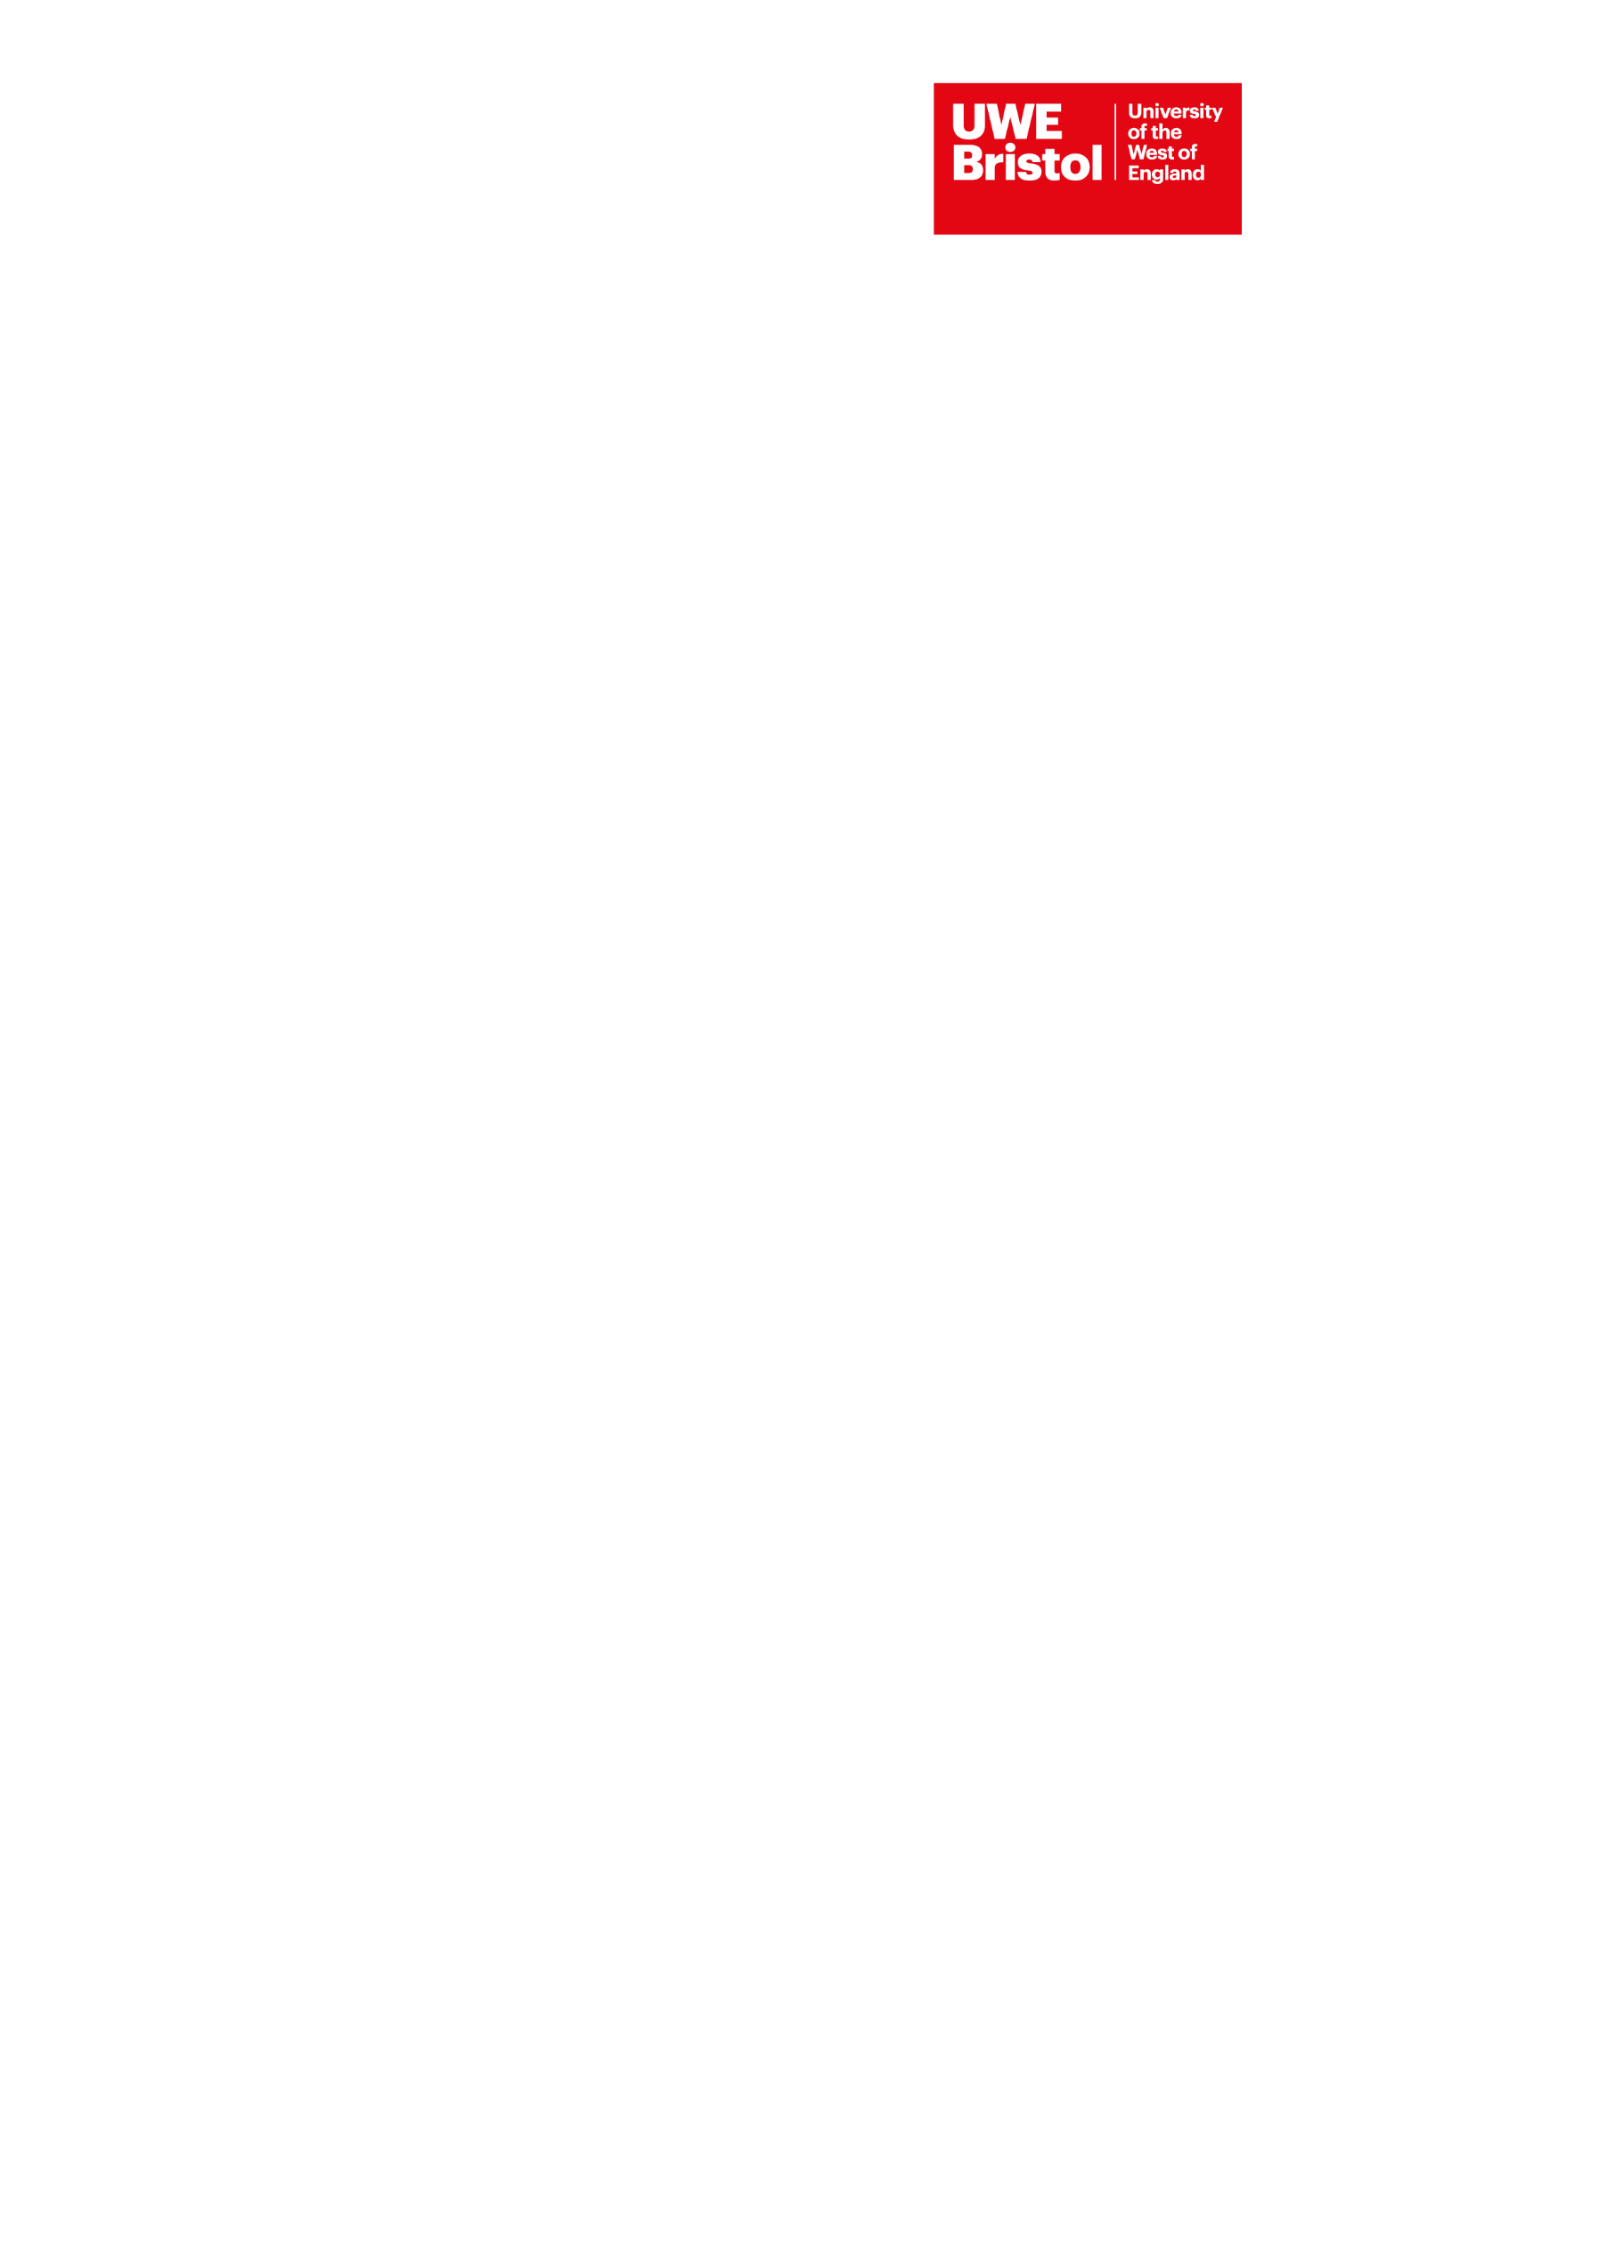 UWE
Bristol
University
of the
West of
England